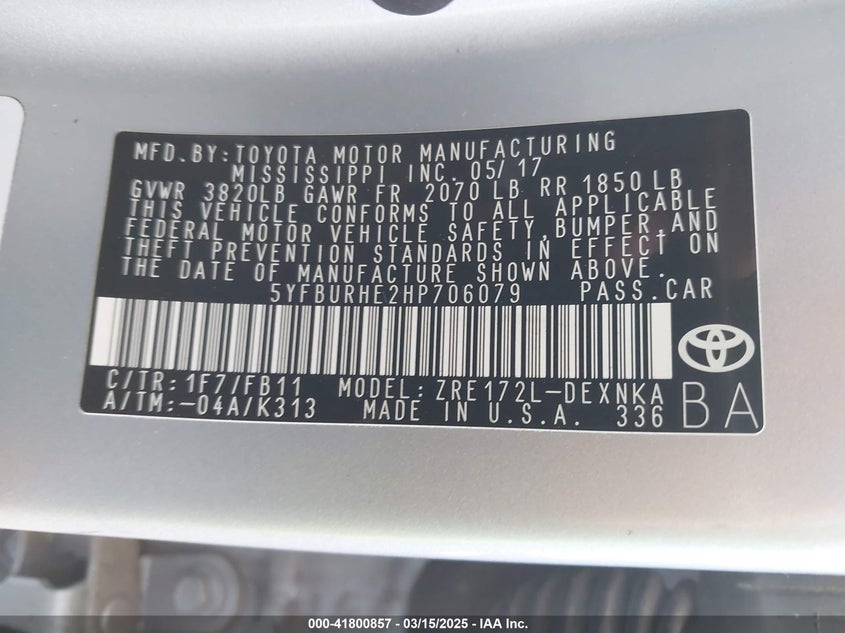 MFD.BY:TOYOTA MOTOR MANUFACTURING
MISSISSIPPI INC. 05/17
GVWR 3820LB GAWR FR 2070 LB RR 1850 LB
THIS VEHICLE CONFORMS TO ALL APPLICABLE
FEDERAL MOTOR VEHICLE SAFETY,BUMPER,AND
THEFT PREVENTION STANDARDS IN EFFECT ON
THE DATE OF MANUFACTURE SHOWN ABOVE.
5YFBURHE2HP706079 PASS.CAR
C/TR:1F7/FB11 MODEL:ZRE172L-DEXNKA
A/TM:-04A/K313 MADE IN U.S.A. 336 BA
000-41800857 - 03/15/2025 - IAA Inc.